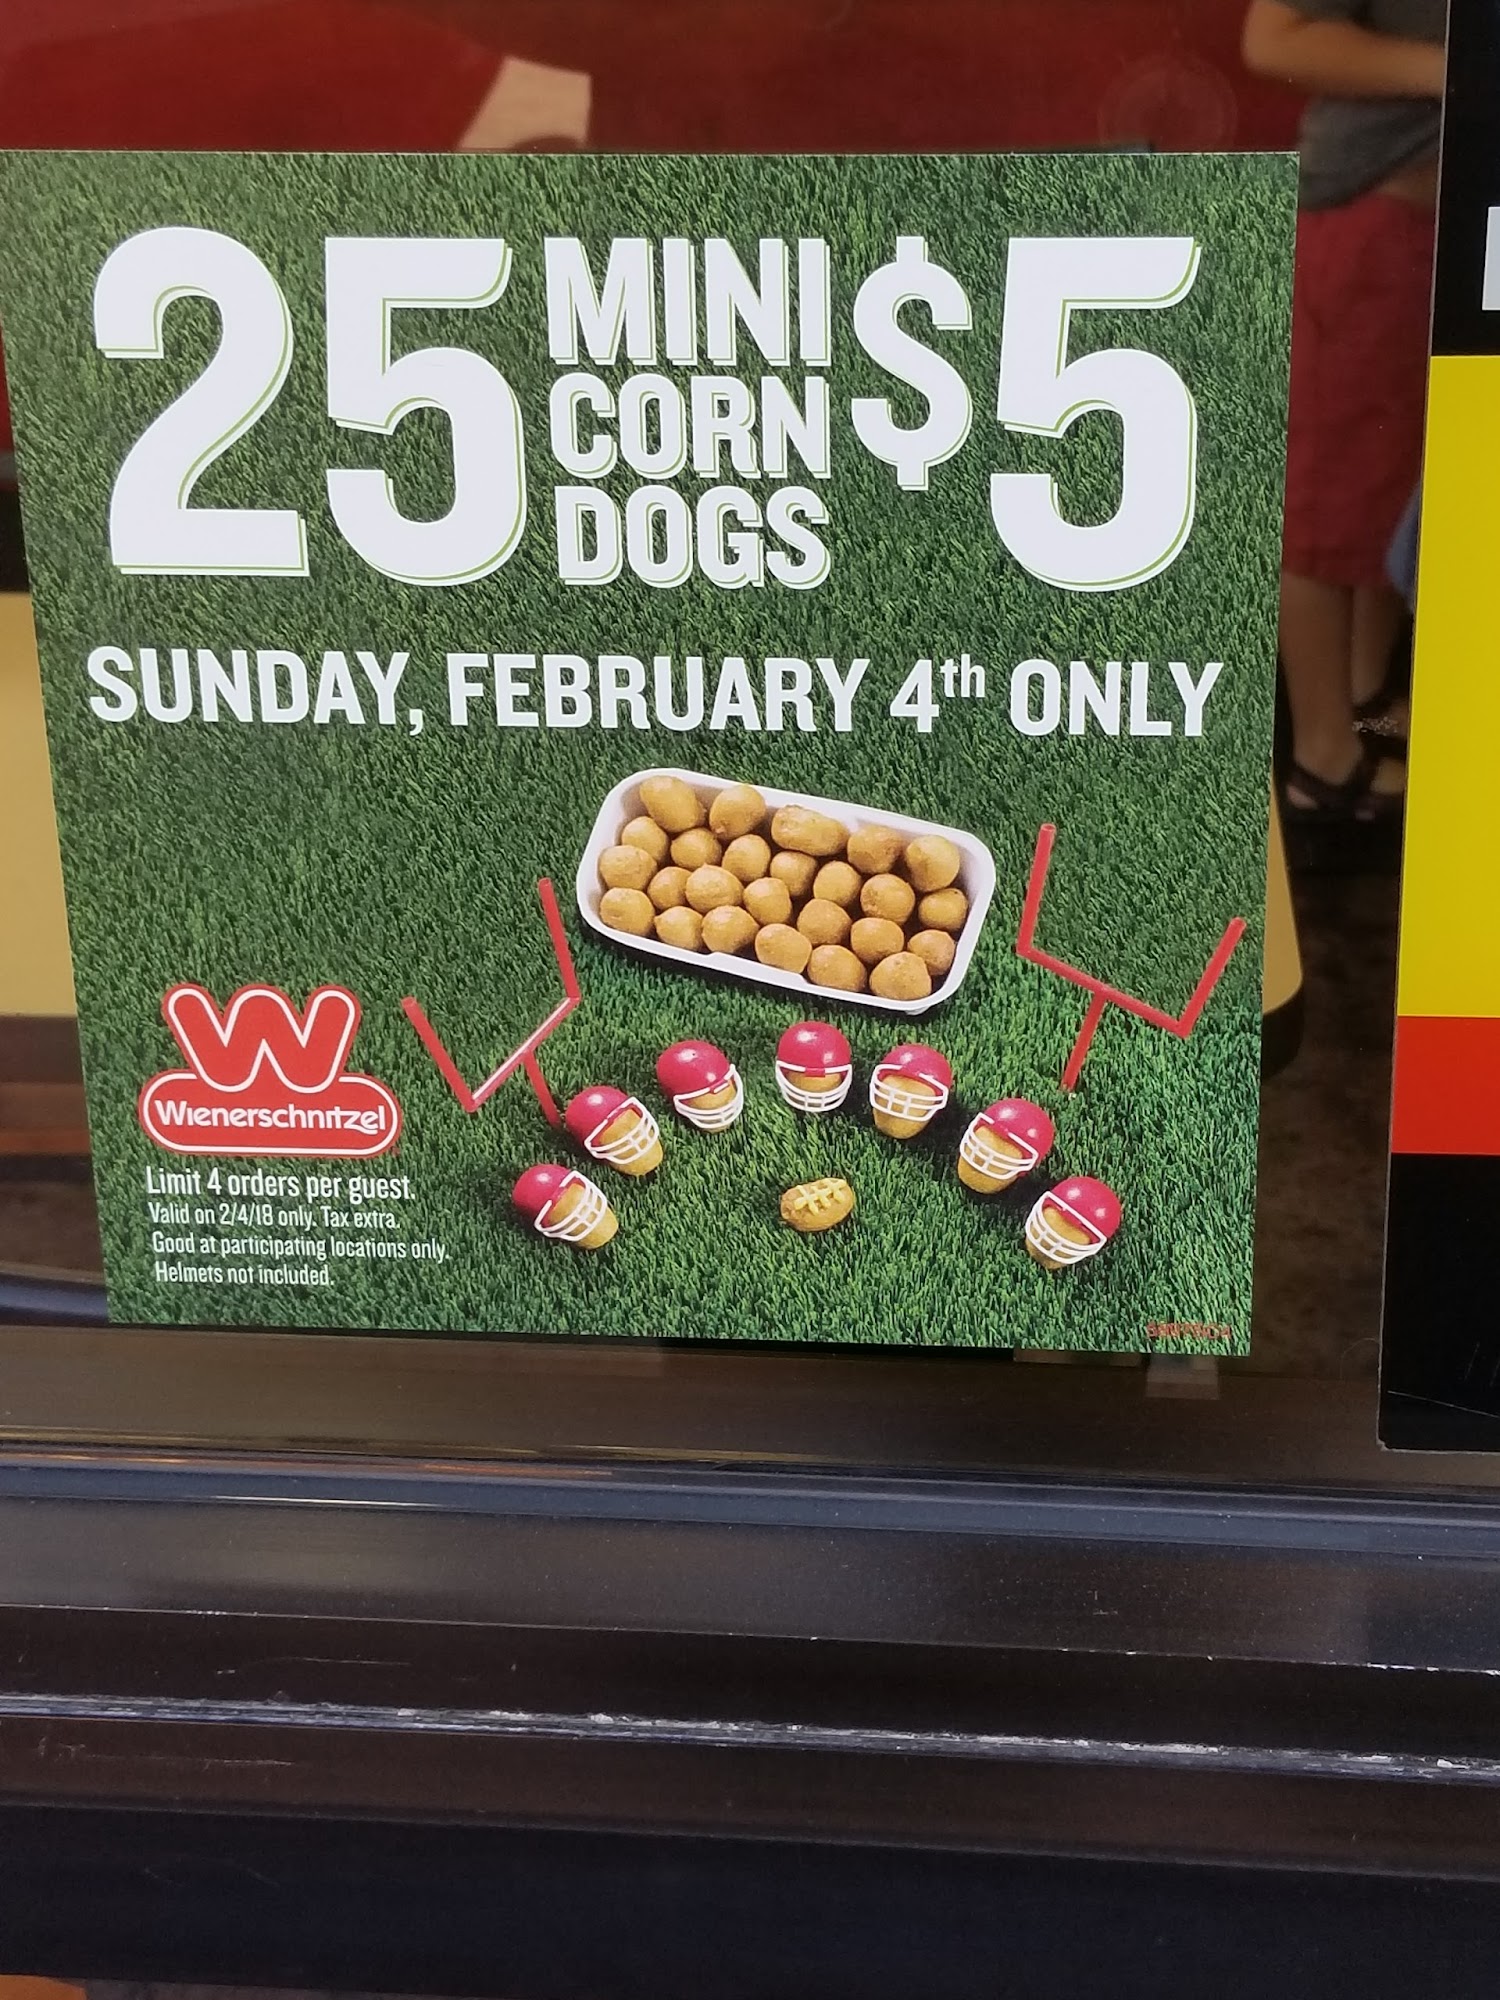 25 MINI CORN DOGS $5
SUNDAY, FEBRUARY 4th ONLY
W
Wienerschnitzel
Limit 4 orders per guest.
Valid on 2/4/18 only. Tax extra.
Good at participating locations only.
Helmets not included.